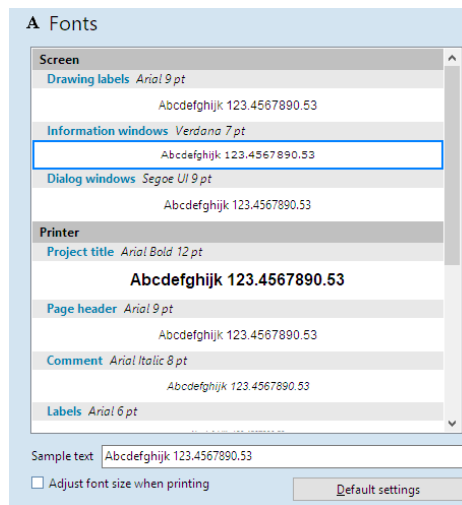 A Fonts
Screen
Drawing labels Arial 9 pt
Abcdefghijk 123.4567890.53
Information windows Verdana 7 pt
Abcdefghijk 123.4567890.53
Dialog windows Segoe UI 9 pt
Abcdefghijk 123.4567890.53
Printer
Project title Arial Bold 12 pt
Abcdefghijk 123.4567890.53
Page header Arial 9 pt
Abcdefghijk 123.4567890.53
Comment Arial Italic 8 pt
Abcdefghijk 123.4567890.53
Labels Arial 6 pt
Sample text Abcdefghijk 123.4567890.53
Adjust font size when printing
Default settings